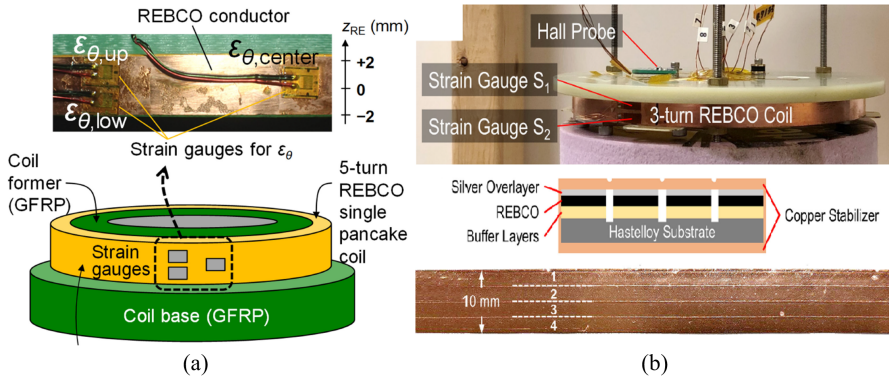 REBCO conductor
z_RE (mm)
ε_θ,up
ε_θ,center
ε_θ,low
+2
0
−2
Strain gauges for ε_θ
Coil
former
(GFRP)
5-turn
REBCO
single
pancake
coil
Strain
gauges
Coil base (GFRP)
(a)
Hall Probe
Strain Gauge S₁
Strain Gauge S₂
3-turn REBCO Coil
Silver Overlayer
REBCO
Buffer Layers
Hastelloy Substrate
Copper Stabilizer
10 mm
1
2
3
4
(b)